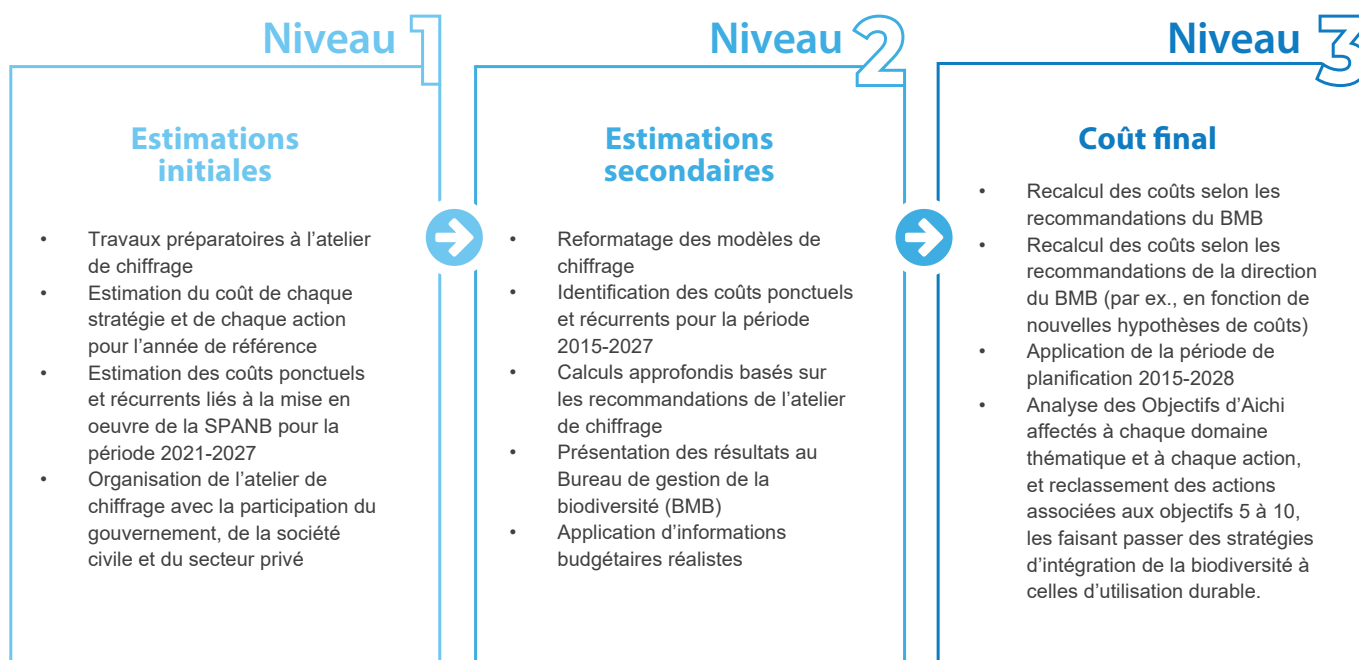 Niveau 1
Estimations
initiales
• Travaux préparatoires à l’atelier
de chiffrage
• Estimation du coût de chaque
stratégie et de chaque action
pour l’année de référence
• Estimation des coûts ponctuels
et récurrents liés à la mise en
oeuvre de la SPANB pour la
période 2021-2027
• Organisation de l’atelier de
chiffrage avec la participation du
gouvernement, de la société
civile et du secteur privé
Niveau 2
Estimations
secondaires
• Reformatage des modèles de
chiffrage
• Identification des coûts ponctuels
et récurrents pour la période
2015-2027
• Calculs approfondis basés sur
les recommandations de l’atelier
de chiffrage
• Présentation des résultats au
Bureau de gestion de la
biodiversité (BMB)
• Application d’informations
budgétaires réalistes
Niveau 3
Coût final
• Recalcul des coûts selon les
recommandations du BMB
• Recalcul des coûts selon les
recommandations de la direction
du BMB (par ex., en fonction de
nouvelles hypothèses de coûts)
• Application de la période de
planification 2015-2028
• Analyse des Objectifs d’Aichi
affectés à chaque domaine
thématique et à chaque action,
et reclassement des actions
associées aux objectifs 5 à 10,
les faisant passer des stratégies
d’intégration de la biodiversité à
celles d’utilisation durable.